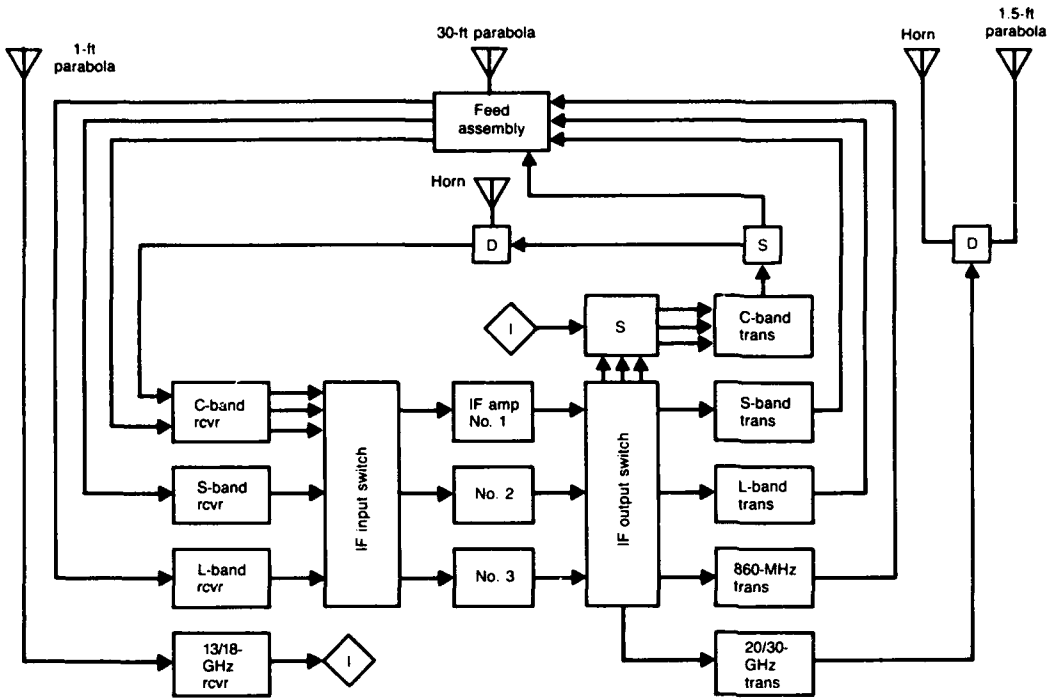 1-ft
parabola
30-ft parabola
Horn
1.5-ft
parabola
Feed
assembly
Horn
D
S
D
I
S
C-band
trans
C-band
rcvr
IF input switch
IF amp
No. 1
IF output switch
S-band
trans
S-band
rcvr
No. 2
L-band
trans
L-band
rcvr
No. 3
860-MHz
trans
13/18-
GHz
rcvr
I
20/30-
GHz
trans